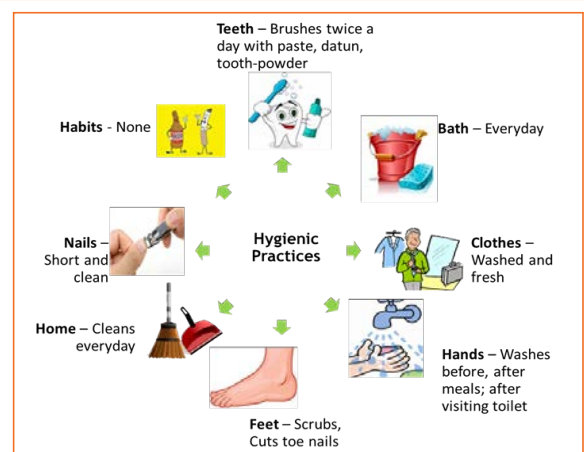 Teeth – Brushes twice a
day with paste, datun,
tooth-powder
Habits - None
Bath – Everyday
Nails –
Short and
clean
Hygienic
Practices
Clothes –
Washed and
fresh
Home – Cleans
everyday
Hands – Washes
before, after
meals; after
visiting toilet
Feet – Scrubs,
Cuts toe nails